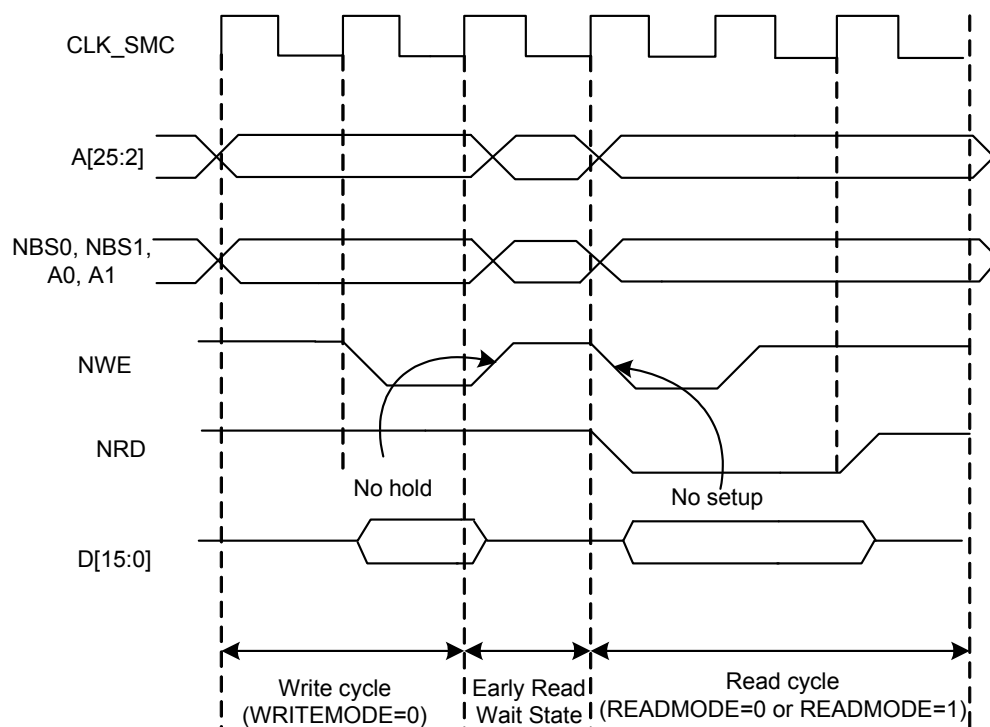 CLK_SMC
A[25:2]
NBS0, NBS1,
A0, A1
NWE
NRD
No hold
No setup
D[15:0]
Write cycle
(WRITEMODE=0)
Early Read
Wait State
Read cycle
(READMODE=0 or READMODE=1)